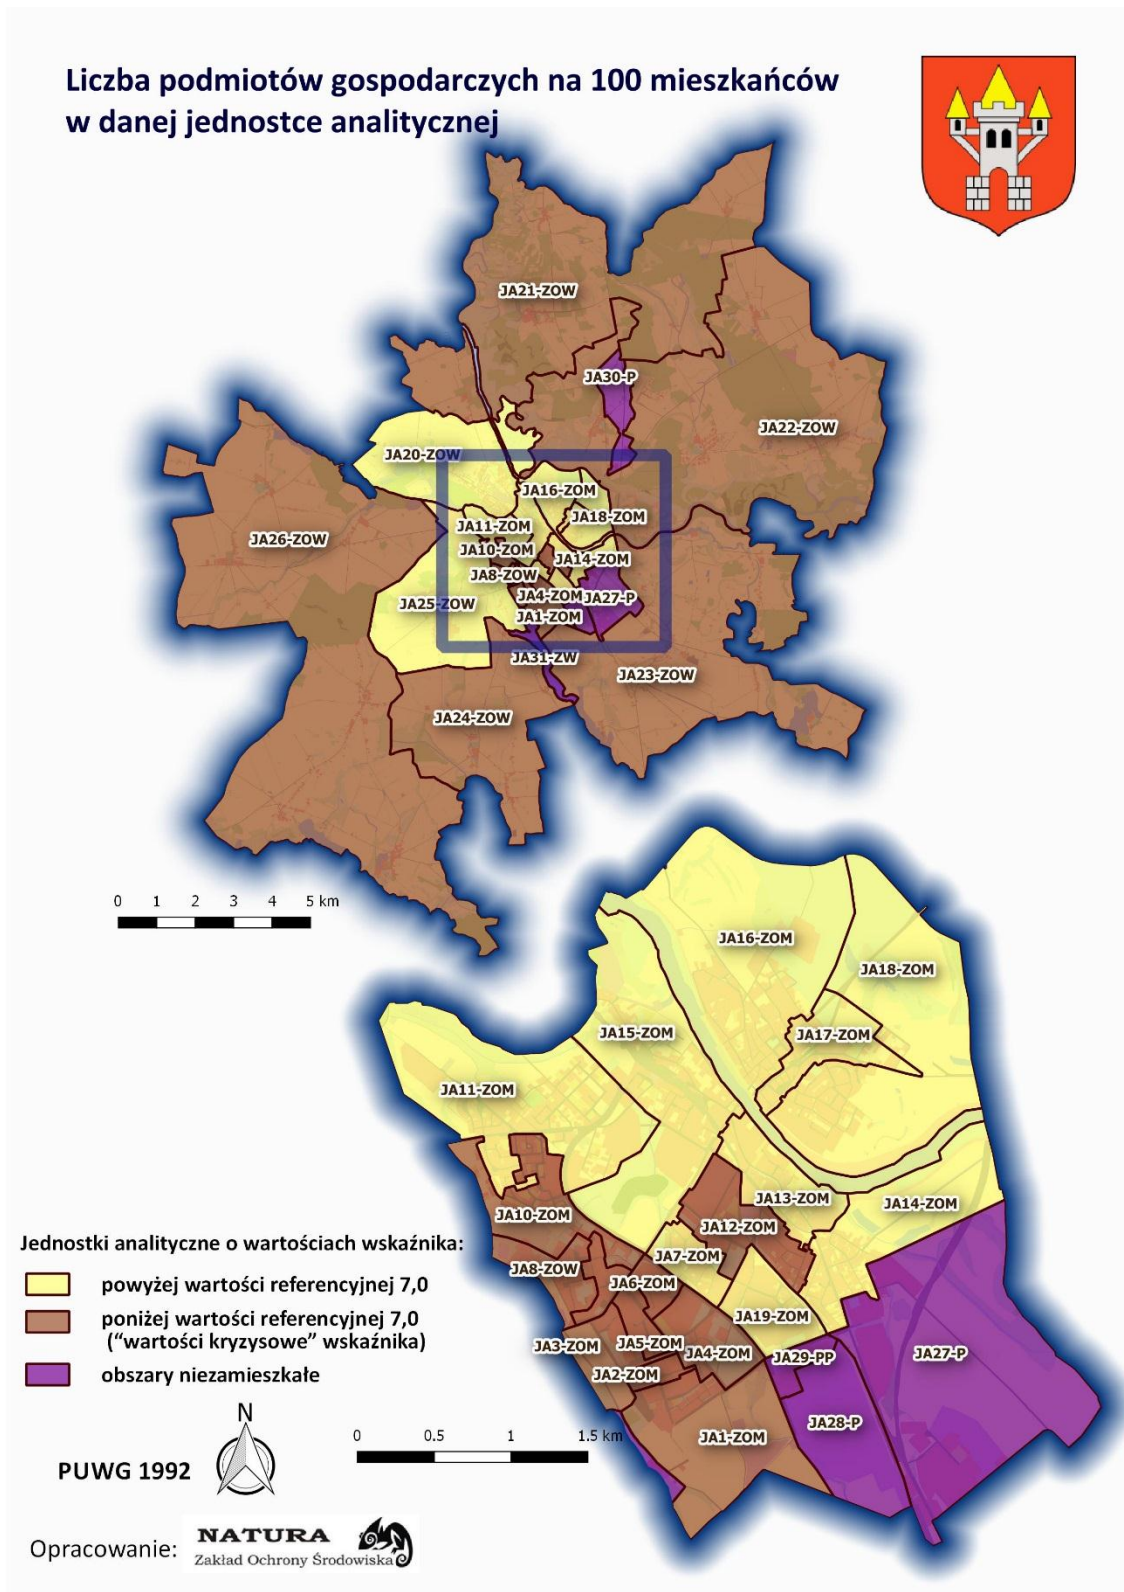 Liczba podmiotów gospodarczych na 100 mieszkańców
w danej jednostce analitycznej
JA21-ZOW
JA30-P
JA22-ZOW
JA20-ZOW
JA16-ZOM
JA18-ZOM
JA11-ZOM
JA26-ZOW
JA10-ZOM
JA14-ZOM
JA8-ZOW
JA4-ZOM
JA27-P
JA25-ZOW
JA1-ZOM
JA31-ZW
JA23-ZOW
JA24-ZOW
0 1 2 3 4 5 km
JA16-ZOM
JA18-ZOM
JA15-ZOM
JA17-ZOM
JA11-ZOM
JA13-ZOM
JA14-ZOM
JA10-ZOM
JA12-ZOM
JA7-ZOM
JA8-ZOW
JA6-ZOM
JA19-ZOM
JA3-ZOM
JA5-ZOM
JA4-ZOM
JA29-PP
JA27-P
JA2-ZOM
JA28-P
JA1-ZOM
Jednostki analityczne o wartościach wskaźnika:
powyżej wartości referencyjnej 7,0
poniżej wartości referencyjnej 7,0
(“wartości kryzysowe” wskaźnika)
obszary niezamieszkałe
N
0 0.5 1 1.5 km
PUWG 1992
Opracowanie:
NATURA
Zakład Ochrony Środowiska